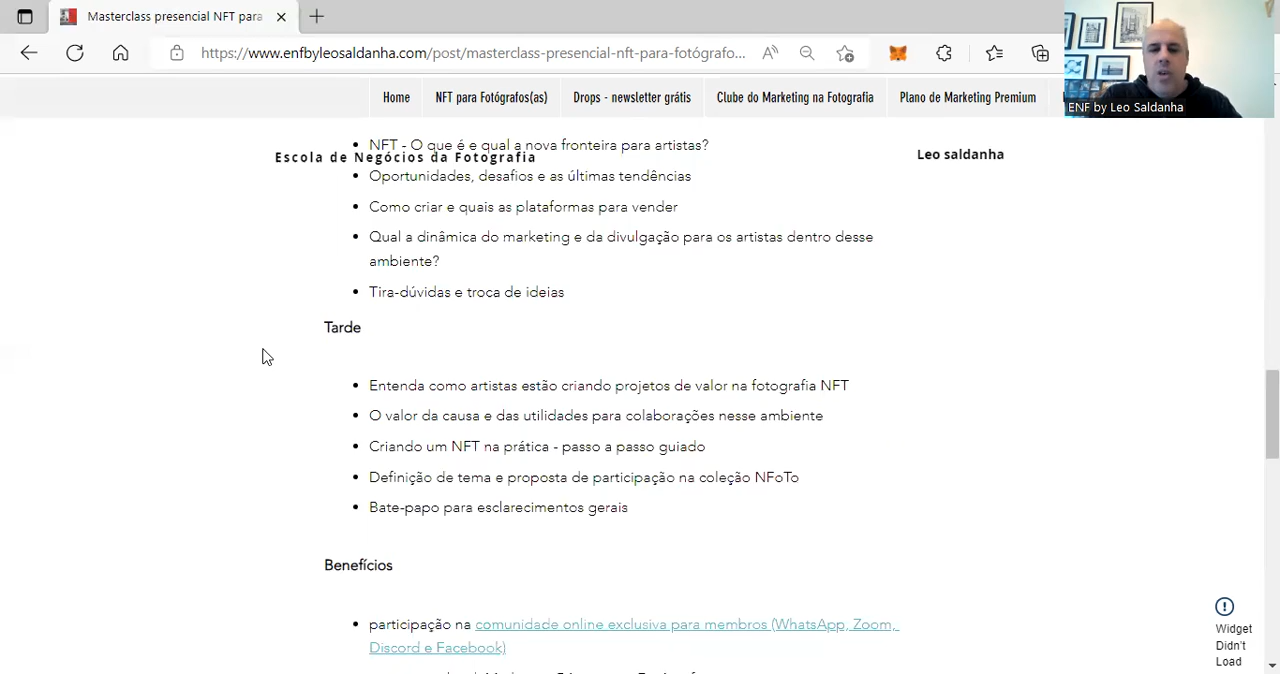 Masterclass presencial NFT para
https://www.enfbyleosaldanha.com/post/masterclass-presencial-nft-para-fotógrafo...
ENF by Leo Saldanha
Home
NFT para Fotógrafos(as)
Drops - newsletter grátis
Clube do Marketing na Fotografia
Plano de Marketing Premium
NFT - O que é e qual a nova fronteira para artistas?
Escola de Negócios da Fotografia
Leo saldanha
Oportunidades, desafios e as últimas tendências
Como criar e quais as plataformas para vender
Qual a dinâmica do marketing e da divulgação para os artistas dentro desse
ambiente?
Tira-dúvidas e troca de ideias
Tarde
Entenda como artistas estão criando projetos de valor na fotografia NFT
O valor da causa e das utilidades para colaborações nesse ambiente
Criando um NFT na prática - passo a passo guiado
Definição de tema e proposta de participação na coleção NFoTo
Bate-papo para esclarecimentos gerais
Benefícios
participação na comunidade online exclusiva para membros (WhatsApp, Zoom,
Discord e Facebook)
Widget
Didn't
Load